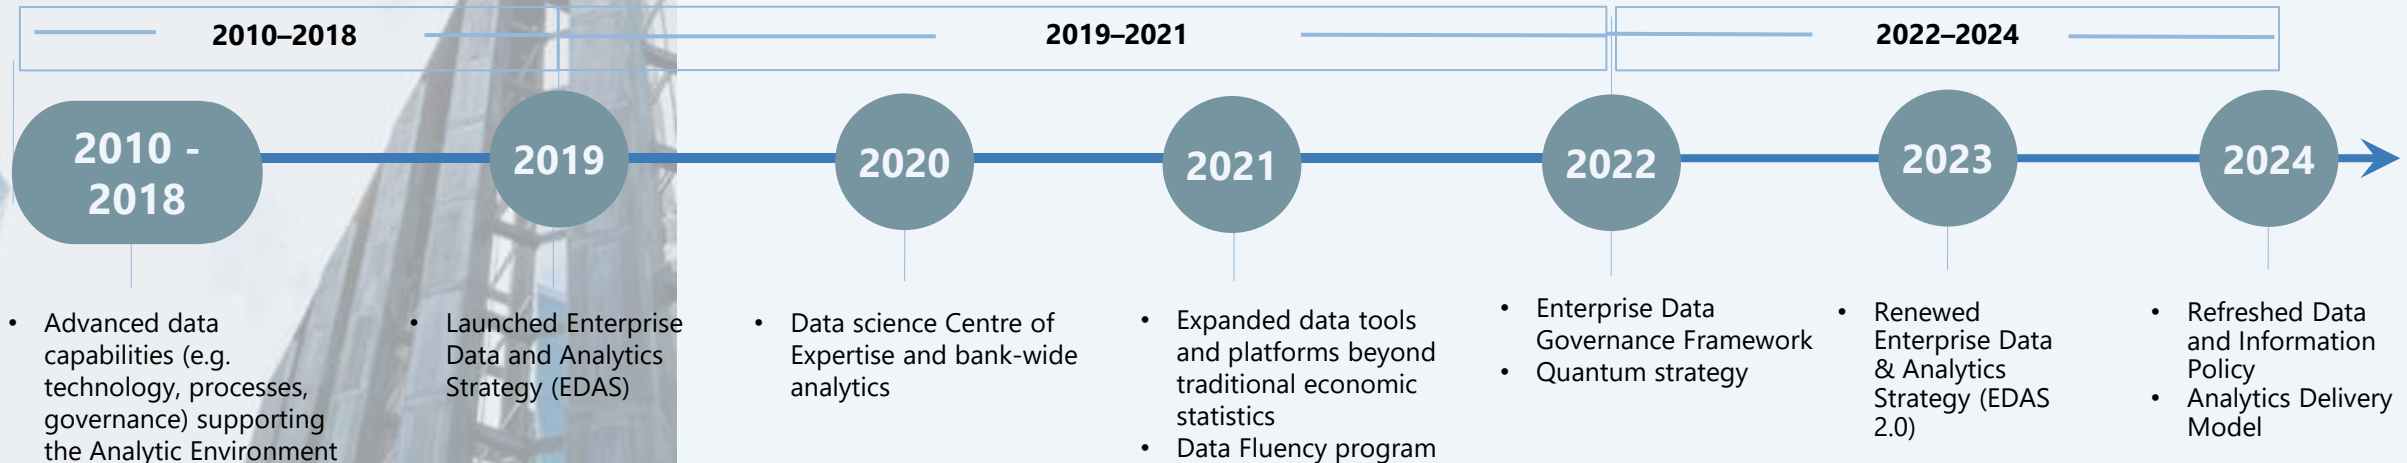 2010–2018
2019–2021
2022–2024
2010 -
2018
2019
2020
2021
2022
2023
2024
• Advanced data
capabilities (e.g.
technology, processes,
governance) supporting
the Analytic Environment
• Launched Enterprise
Data and Analytics
Strategy (EDAS)
• Data science Centre of
Expertise and bank-wide
analytics
• Expanded data tools
and platforms beyond
traditional economic
statistics
• Data Fluency program
• Enterprise Data
Governance Framework
• Quantum strategy
• Renewed
Enterprise Data
& Analytics
Strategy (EDAS
2.0)
• Refreshed Data
and Information
Policy
• Analytics Delivery
Model